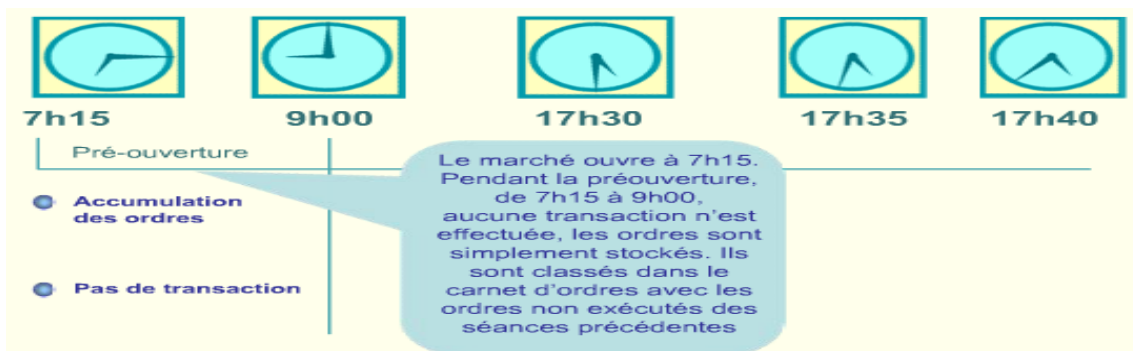 7h15
9h00
17h30
17h35
17h40
Pré-ouverture
Accumulation
des ordres
Pas de transaction
Le marché ouvre à 7h15.
Pendant la préouverture,
de 7h15 à 9h00,
aucune transaction n'est
effectuée, les ordres sont
simplement stockés. Ils
sont classés dans le
carnet d'ordres avec les
ordres non exécutés des
séances précédentes